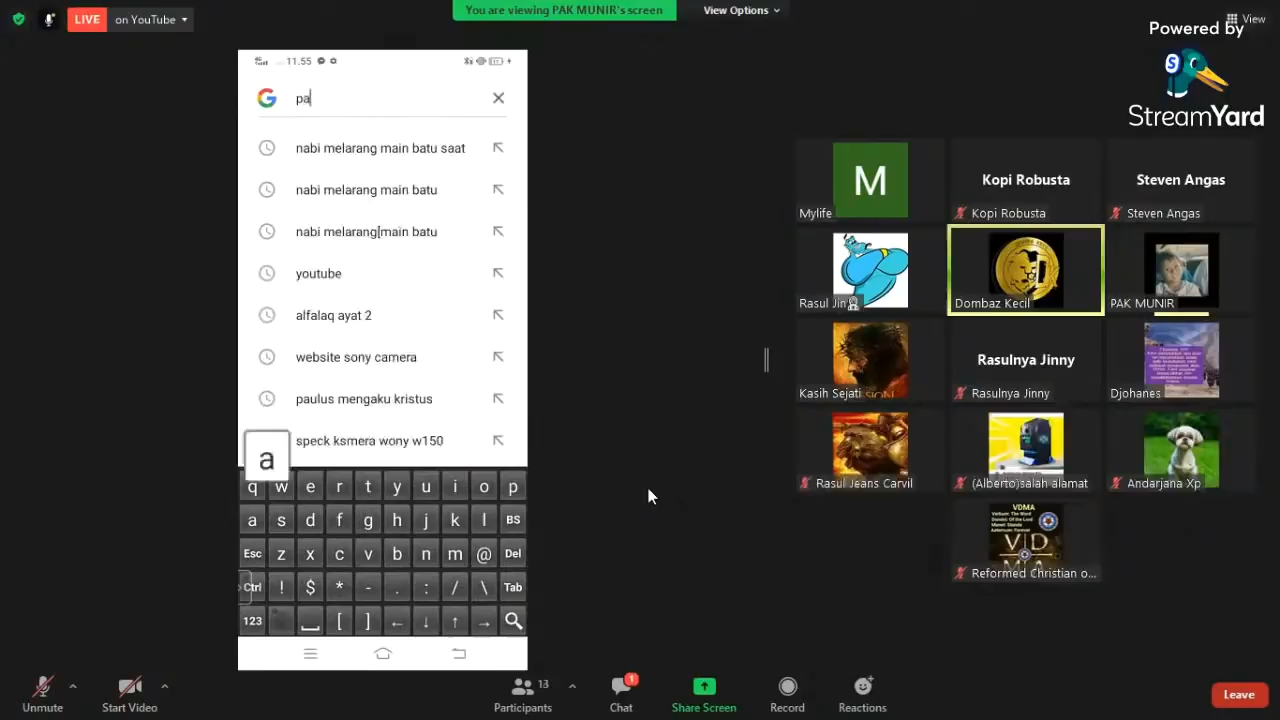 You are viewing PAK MUNIR's screen
View Options
LIVE
on YouTube
View
Powered by
StreamYard
11.55
pa
nabi melarang main batu saat
nabi melarang main batu
nabi melarang main batu
youtube
alfalaq ayat 2
website sony camera
paulus mengaku kristus
speck ksmera wony w150
a
q w e r t y u i o p
a s d f g h j k l BS
Esc z x c v b n m @ Del
Ctrl ! $ * - . : / \ Tab
123 [ ] ← ↓ ↑ →
M
Mylife
Kopi Robusta
Kopi Robusta
Steven Angas
Steven Angas
Rasul Jin
Dombaz Kecil
PAK MUNIR
Kasih Sejati
Rasulnya Jinny
Rasulnya Jinny
Djohanes
Rasul Jeans Carvil
(Alberto)salah alamat
Andarjana Xp
VDMA
Reformed Christian o...
Unmute
Start Video
Participants
13
Chat
1
Share Screen
Record
Reactions
Leave